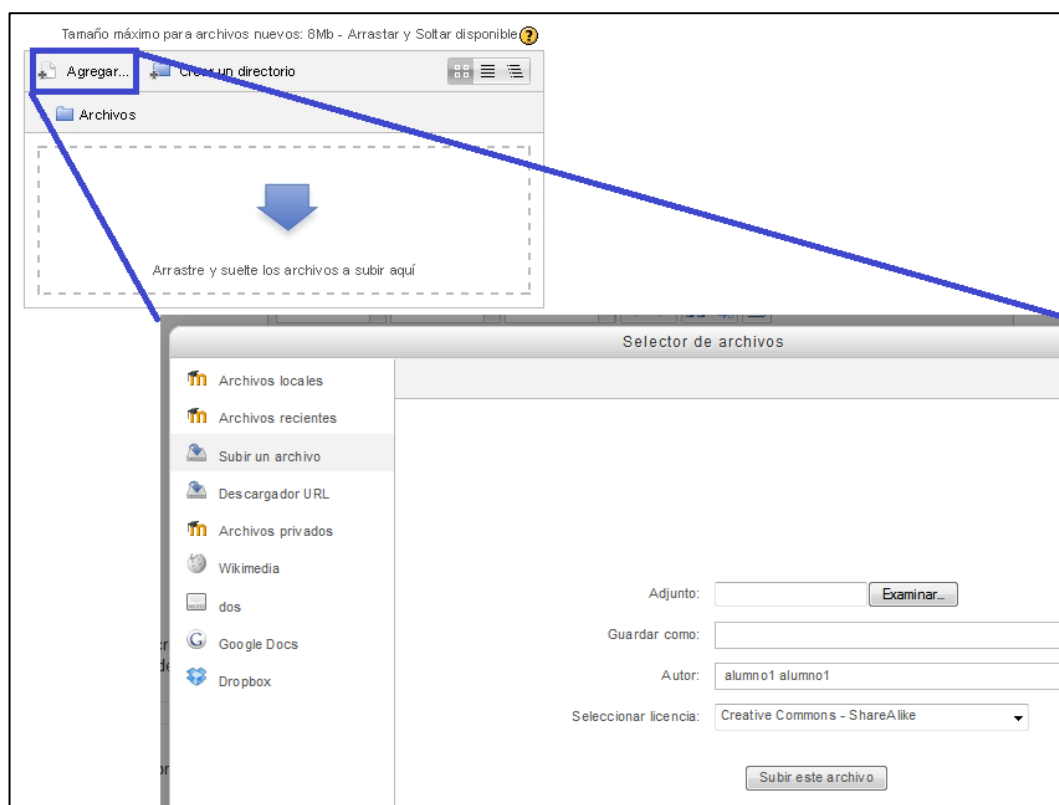 Tamaño máximo para archivos nuevos: 8Mb - Arrastar y Soltar disponible ?
Agregar... Crear un directorio
Archivos
Arrastre y suelte los archivos a subir aquí
Selector de archivos
Archivos locales
Archivos recientes
Subir un archivo
Descargador URL
Archivos privados
Wikimedia
dos
Google Docs
Dropbox
Adjunto: Examinar...
Guardar como:
Autor: alumno1 alumno1
Seleccionar licencia: Creative Commons - ShareAlike
Subir este archivo